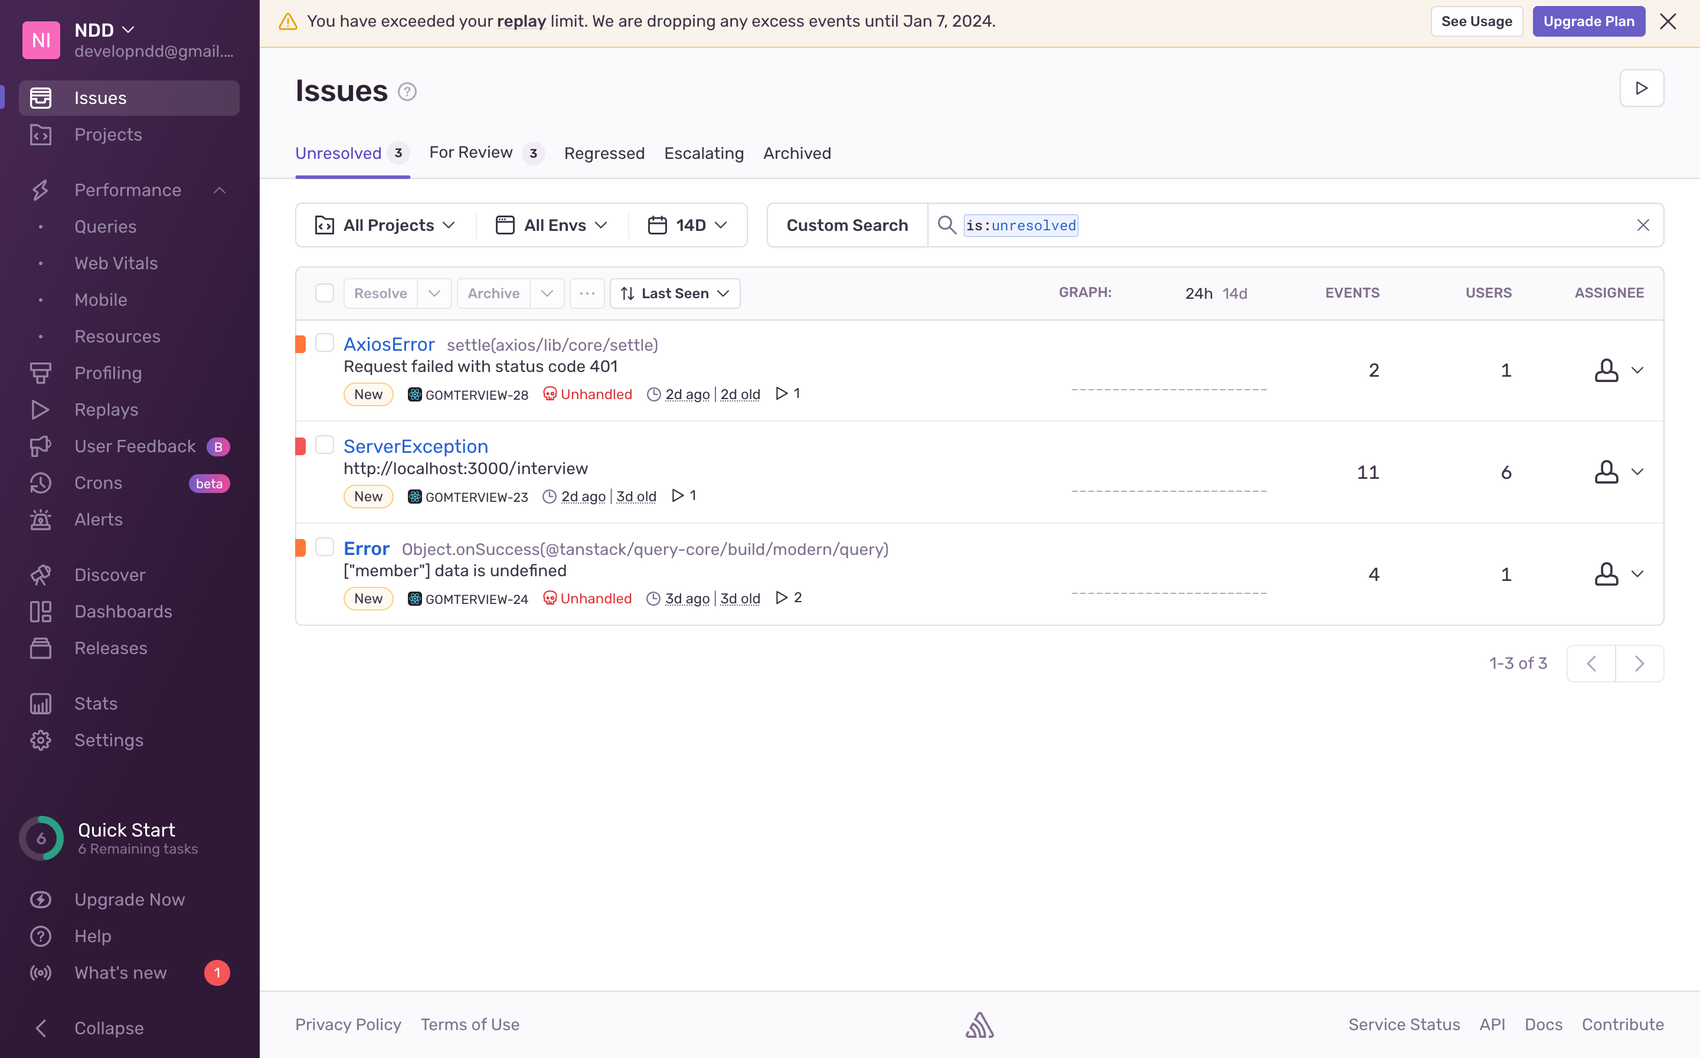 You have exceeded your replay limit. We are dropping any excess events until Jan 7, 2024.
See Usage
Upgrade Plan
NI
NDD
developndd@gmail....
Issues
Projects
Performance
Queries
Web Vitals
Mobile
Resources
Profiling
Replays
User Feedback B
Crons beta
Alerts
Discover
Dashboards
Releases
Stats
Settings
6
Quick Start
6 Remaining tasks
Upgrade Now
Help
What's new 1
Collapse
Issues ?
Unresolved 3 For Review 3 Regressed Escalating Archived
All Projects All Envs 14D Custom Search is:unresolved
Resolve Archive ... Last Seen GRAPH: 24h 14d EVENTS USERS ASSIGNEE
AxiosError settle(axios/lib/core/settle)
Request failed with status code 401
New GOMTERVIEW-28 Unhandled 2d ago | 2d old 1
2 1
ServerException
http://localhost:3000/interview
New GOMTERVIEW-23 2d ago | 3d old 1
11 6
Error Object.onSuccess(@tanstack/query-core/build/modern/query)
["member"] data is undefined
New GOMTERVIEW-24 Unhandled 3d ago | 3d old 2
4 1
1-3 of 3
Privacy Policy Terms of Use Service Status API Docs Contribute